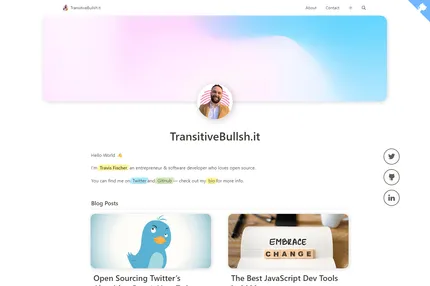 TransitiveBullsh.it
About Contact
TransitiveBullsh.it
Hello World
I'm Travis Fischer, an entrepreneur & software developer who loves open source.
You can find me on Twitter and GitHub — check out my bio for more info.
Blog Posts
EMBRACE
CHANGE
Open Sourcing Twitter's
The Best JavaScript Dev Tools